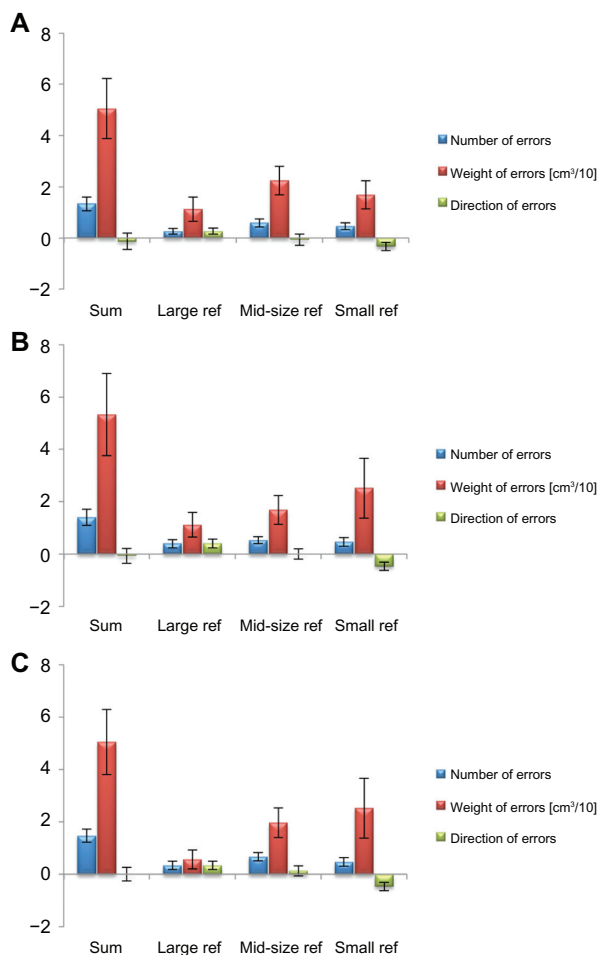 A
8
6
4
2
0
−2
Sum Large ref Mid-size ref Small ref
Number of errors
Weight of errors [cm³/10]
Direction of errors
B
8
6
4
2
0
−2
Sum Large ref Mid-size ref Small ref
Number of errors
Weight of errors [cm³/10]
Direction of errors
C
8
6
4
2
0
−2
Sum Large ref Mid-size ref Small ref
Number of errors
Weight of errors [cm³/10]
Direction of errors